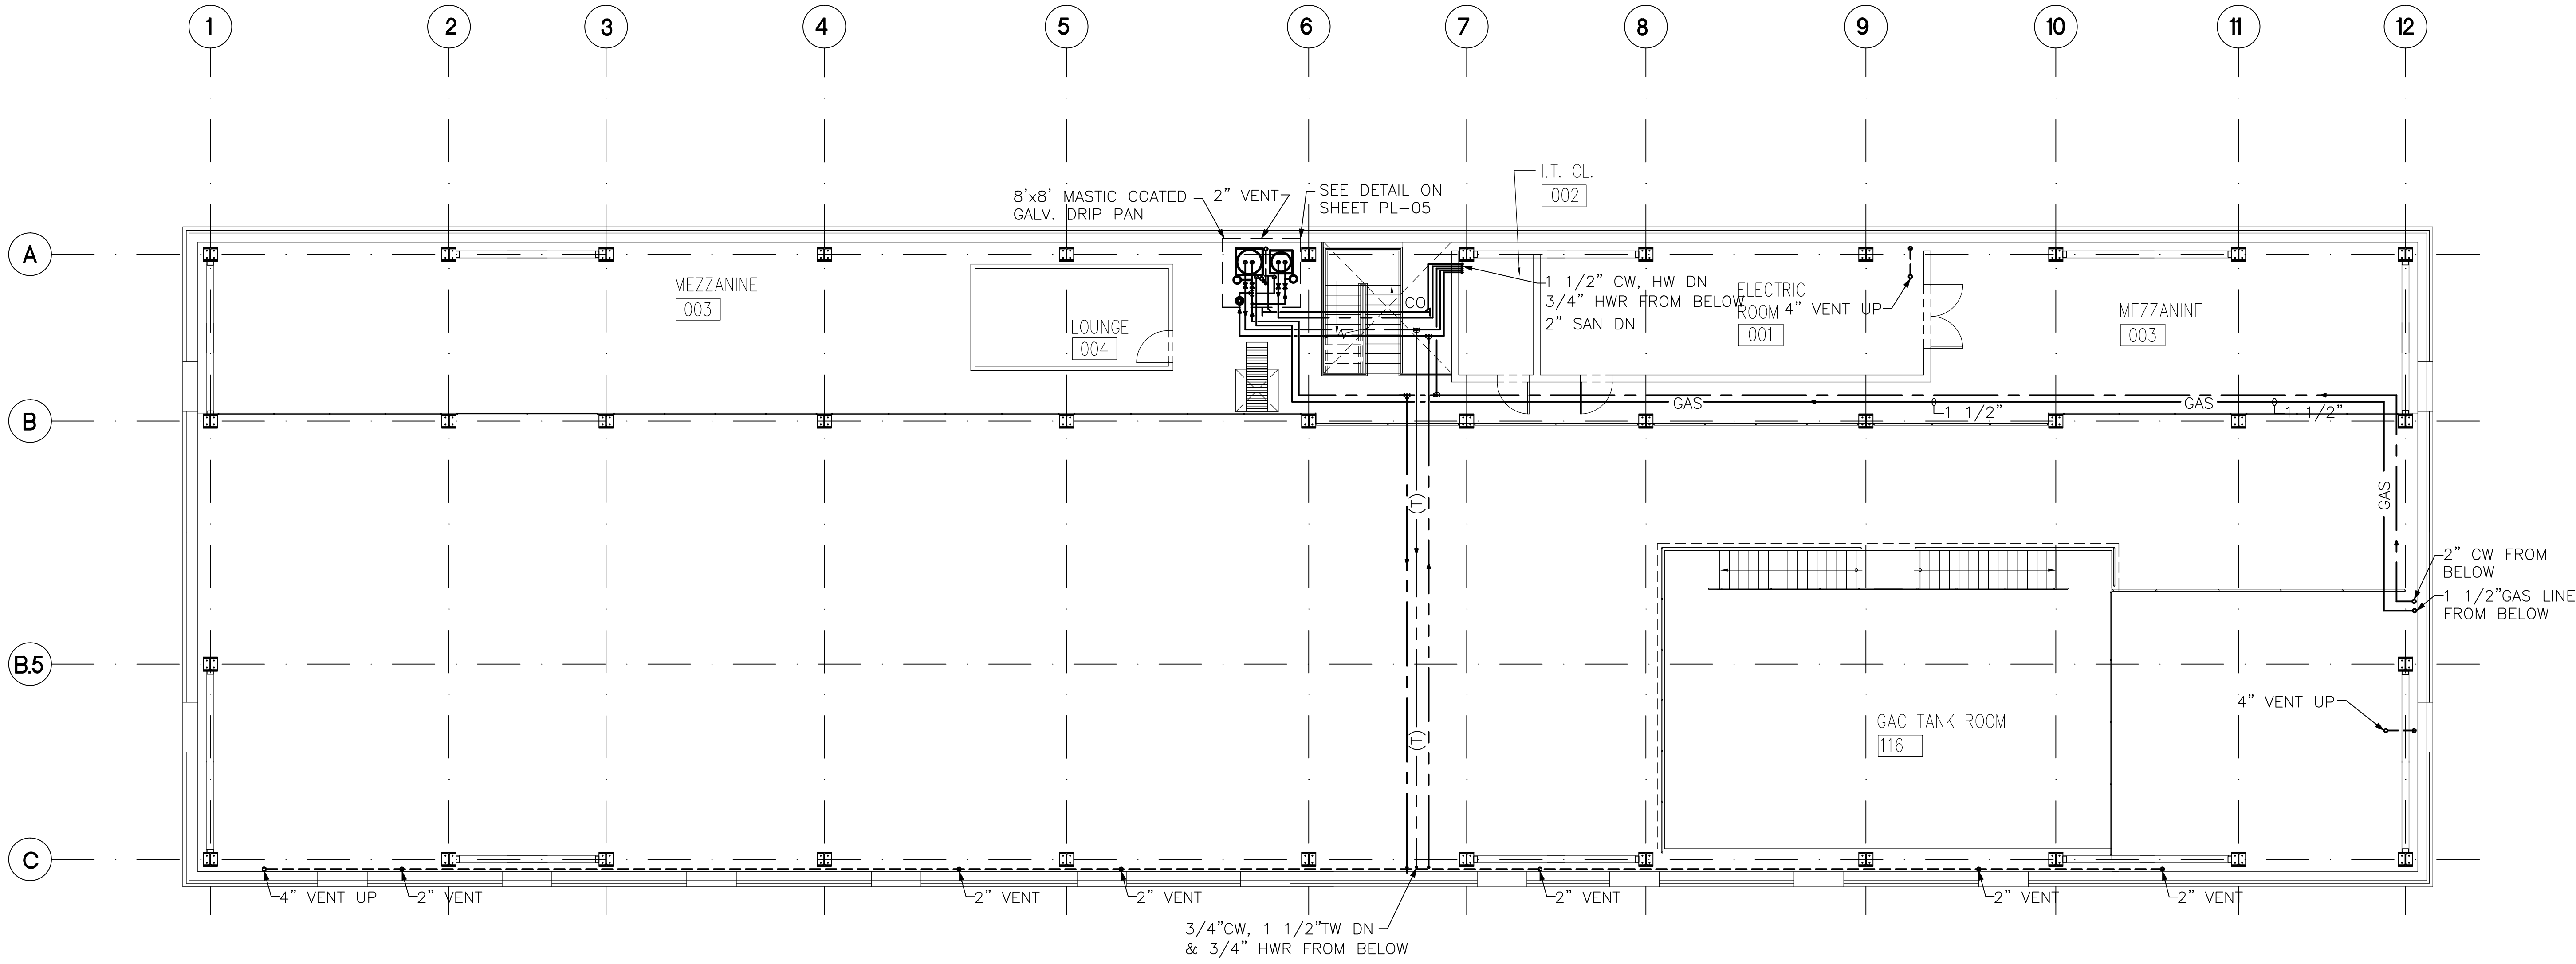 1
2
3
4
5
6
7
8
9
10
11
12
I.T. CL.
002
8'x8' MASTIC COATED
GALV. DRIP PAN
2" VENT
SEE DETAIL ON
SHEET PL-05
A
MEZZANINE
003
LOUNGE
004
CO
1 1/2" CW, HW DN
3/4" HWR FROM BELOW
2" SAN DN
ELECTRIC
ROOM
001
4" VENT UP
MEZZANINE
003
B
GAS
1 1/2"
GAS
1 1/2"
GAS
(T)
2" CW FROM
BELOW
1 1/2"GAS LINE
FROM BELOW
B.5
4" VENT UP
GAC TANK ROOM
116
(T)
C
4" VENT UP
2" VENT
2" VENT
2" VENT
2" VENT
2" VENT
2" VENT
3/4"CW, 1 1/2"TW DN
& 3/4" HWR FROM BELOW